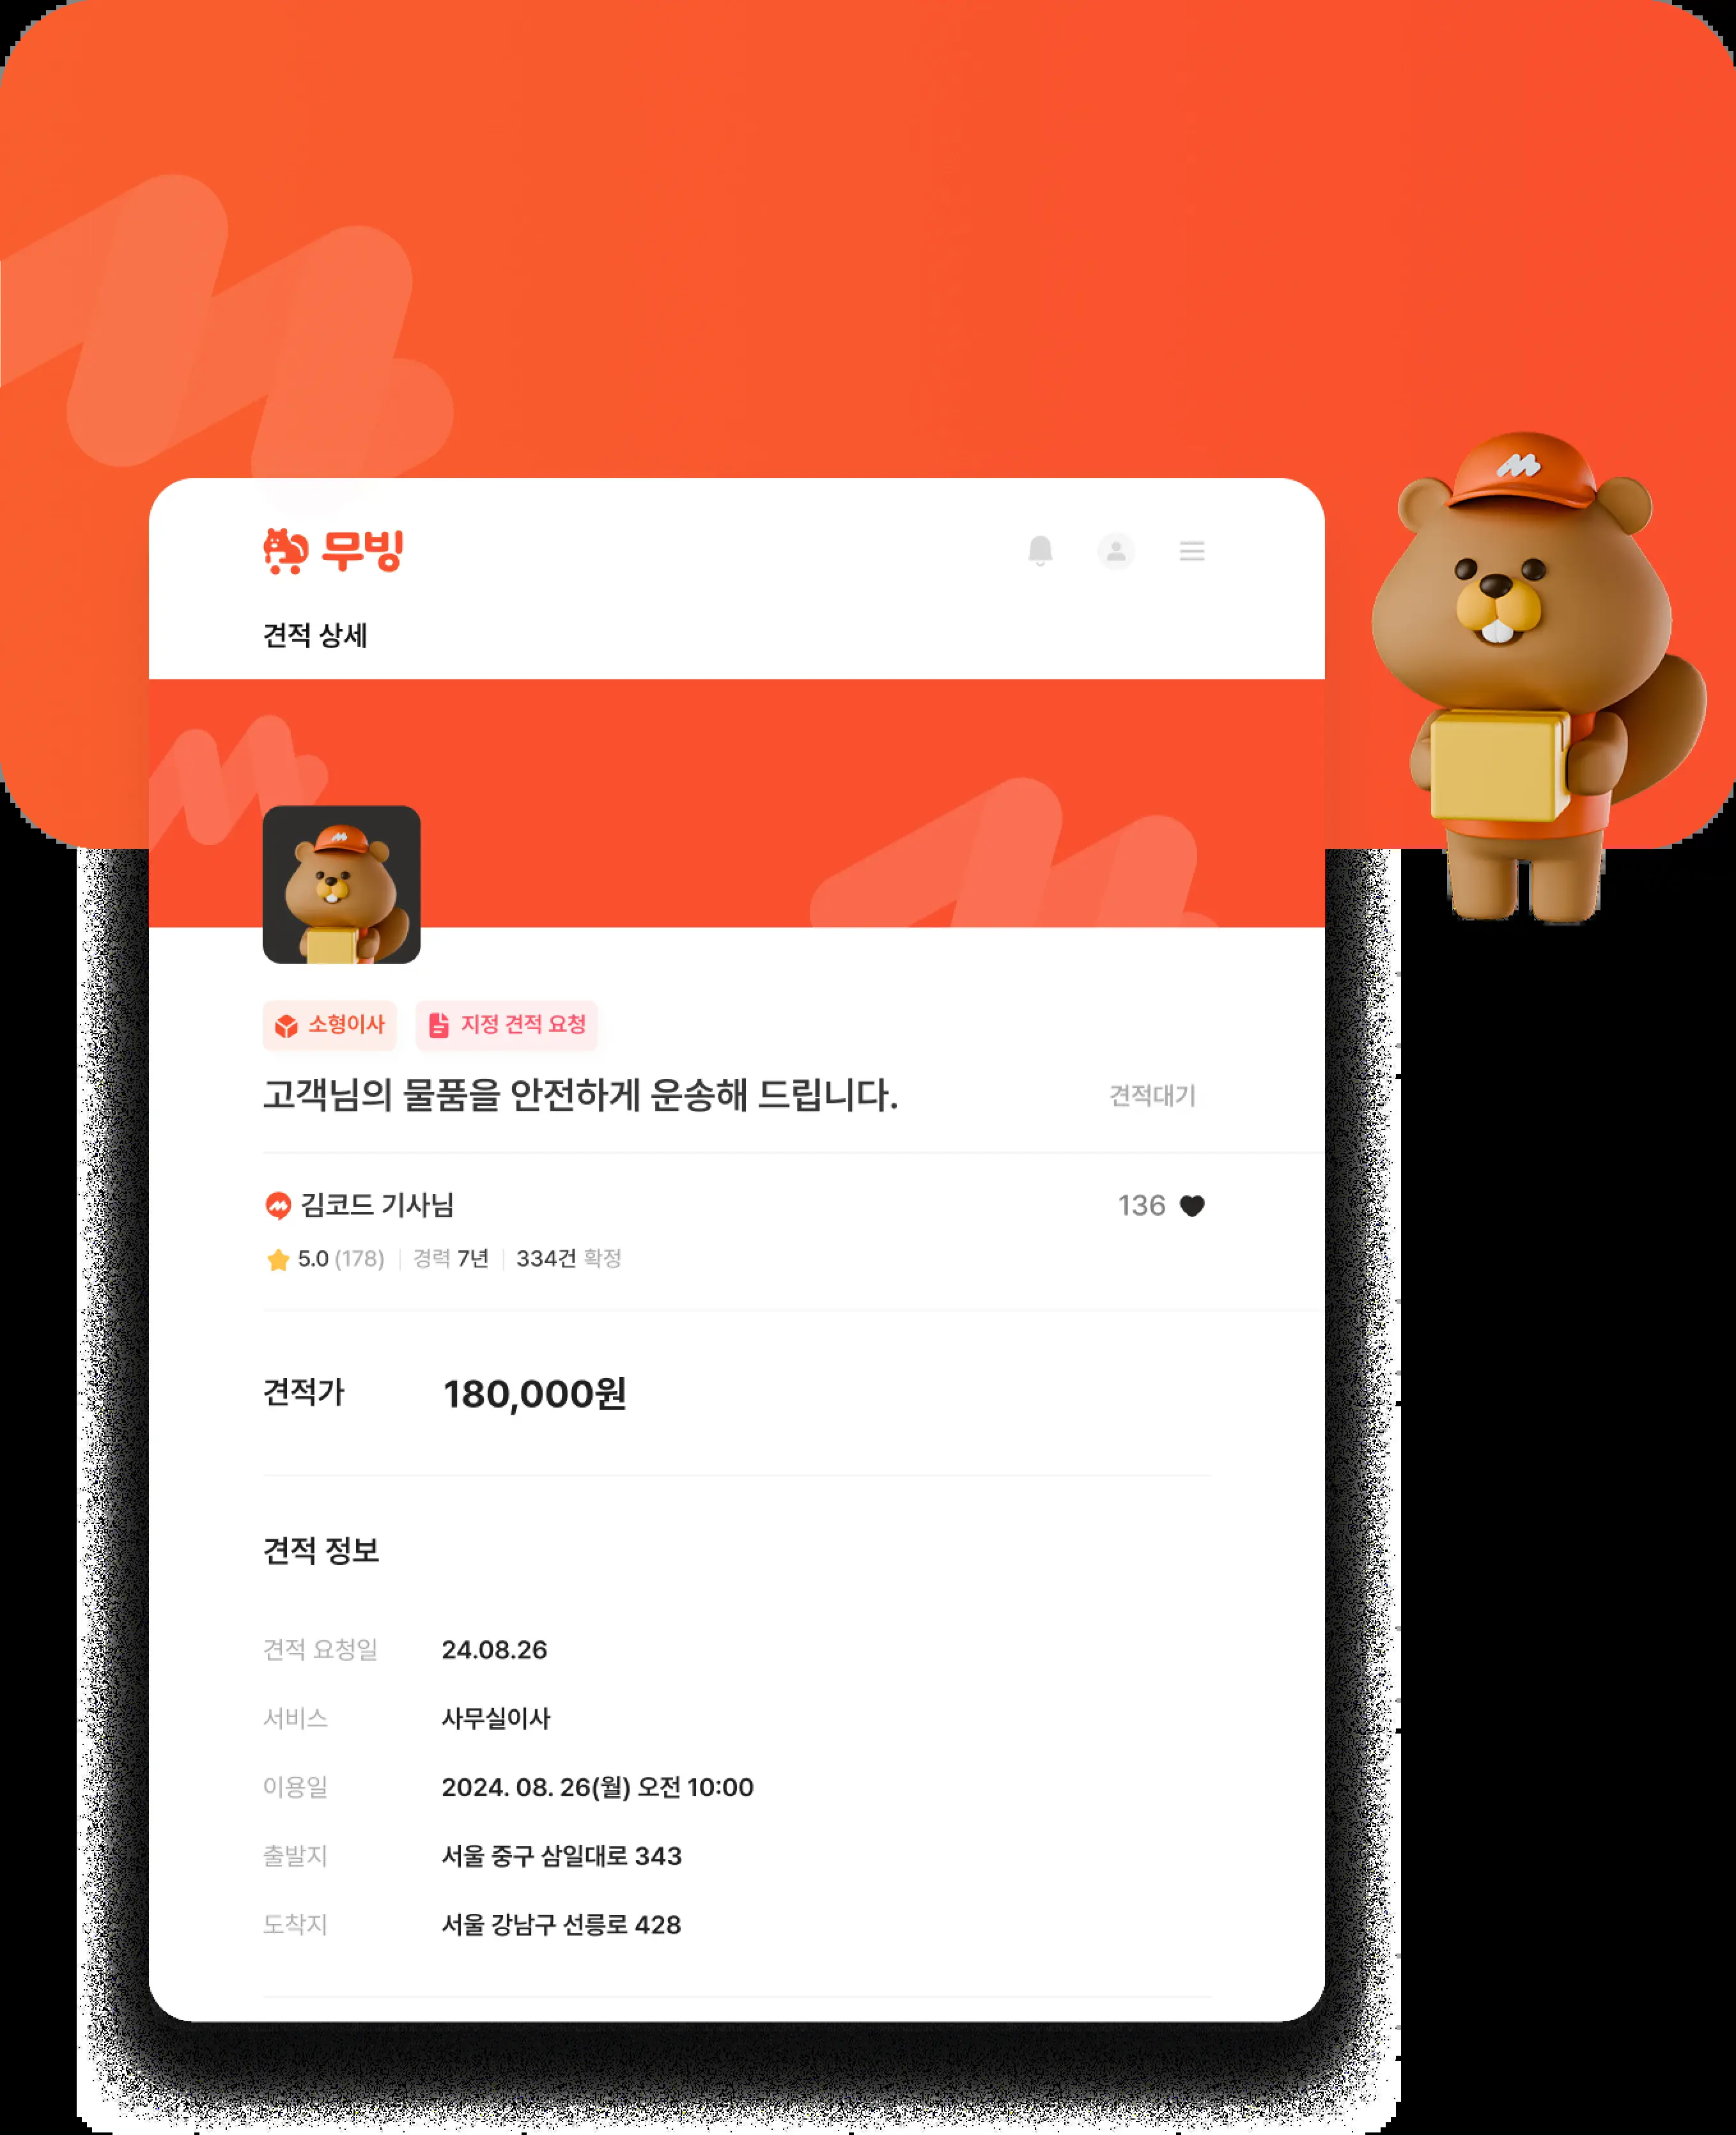 무빙
견적 상세
소형이사 지정 견적 요청
고객님의 물품을 안전하게 운송해 드립니다. 견적대기
김코드 기사님 136
5.0 (178) 경력 7년 334건 확정
견적가 180,000원
견적 정보
견적 요청일 24.08.26
서비스 사무실이사
이용일 2024. 08. 26(월) 오전 10:00
출발지 서울 중구 삼일대로 343
도착지 서울 강남구 선릉로 428